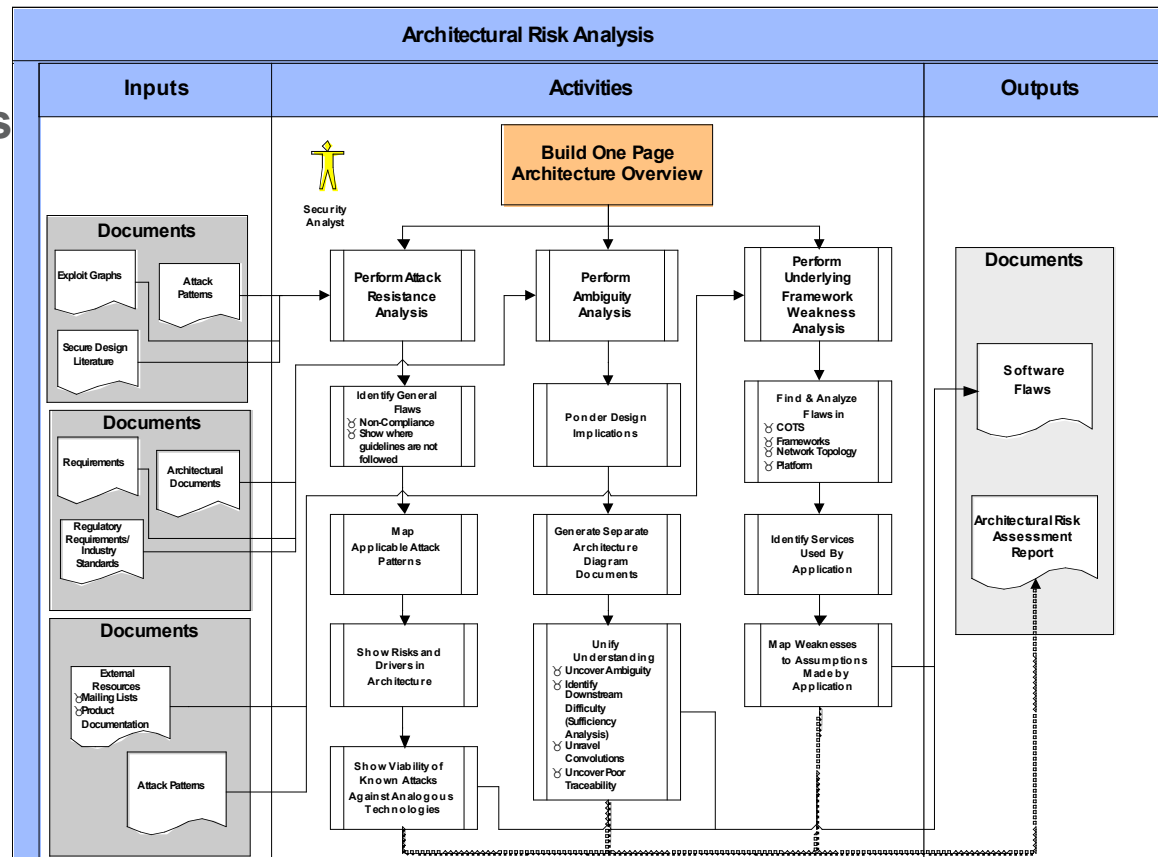 Architectural Risk Analysis
Inputs
Activities
Outputs
s
Build One Page
Architecture Overview
Security
Analyst
Documents
Exploit Graphs
Attack
Patterns
Secure Design
Literature
Documents
Requirements
Architectural
Documents
Regulatory
Requirements/
Industry
Standards
Documents
External
Resources
Mailing Lists
Product
Documentation
Attack Patterns
Perform Attack
Resistance
Analysis
Identify General
Flaws
Non-Compliance
Show where
guidelines are not
followed
Map
Applicable Attack
Patterns
Show Risks and
Drivers in
Architecture
Show Viability of
Known Attacks
Against Analogous
Technologies
Perform
Ambiguity
Analysis
Ponder Design
Implications
Generate Separate
Architecture
Diagram
Documents
Unify
Understanding
Uncover Ambiguity
Identify
Downstream
Difficulty
(Sufficiency
Analysis)
Unravel
Convolutions
Uncover Poor
Traceability
Perform
Underlying
Framework
Weakness
Analysis
Find & Analyze
Flaws in
COTS
Frameworks
Network Topology
Platform
Identify Services
Used By
Application
Map Weaknesses
to Assumptions
Made by
Application
Documents
Software
Flaws
Architectural Risk
Assessment
Report